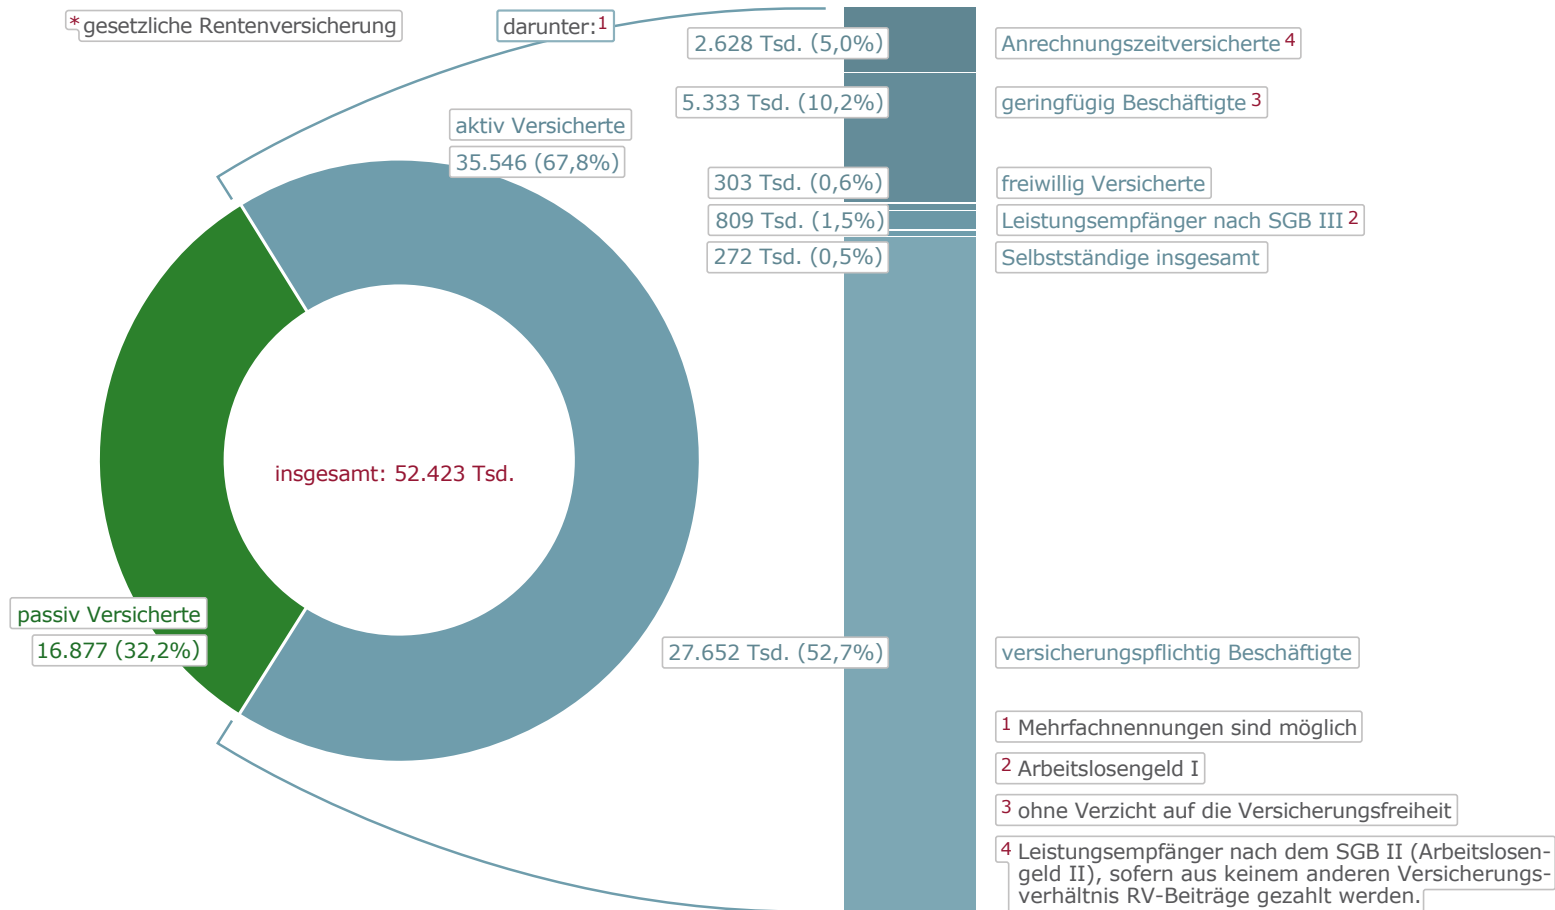 * gesetzliche Rentenversicherung
darunter:1
2.628 Tsd. (5,0%)
Anrechnungszeitversicherte 4
5.333 Tsd. (10,2%)
geringfügig Beschäftigte 3
aktiv Versicherte
35.546 (67,8%)
303 Tsd. (0,6%)
freiwillig Versicherte
809 Tsd. (1,5%)
Leistungsempfänger nach SGB III 2
272 Tsd. (0,5%)
Selbstständige insgesamt
insgesamt: 52.423 Tsd.
passiv Versicherte
16.877 (32,2%)
27.652 Tsd. (52,7%)
versicherungspflichtig Beschäftigte
1 Mehrfachnennungen sind möglich
2 Arbeitslosengeld I
3 ohne Verzicht auf die Versicherungsfreiheit
4 Leistungsempfänger nach dem SGB II (Arbeitslosen-
geld II), sofern aus keinem anderen Versicherungs-
verhältnis RV-Beiträge gezahlt werden.